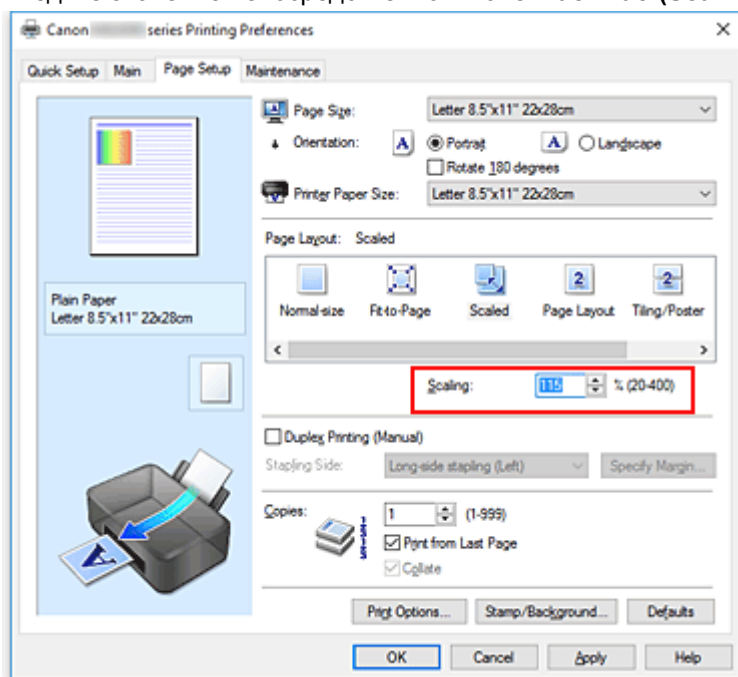 Canon series Printing Preferences
Quick Setup Main Page Setup Maintenance
Page Size: Letter 8.5"x11" 22x28cm
Orientation: A Portrait A Landscape
Rotate 180 degrees
Printer Paper Size: Letter 8.5"x11" 22x28cm
Page Layout: Scaled
Normal-size Fit-to-Page Scaled Page Layout Tiling/Poster
Plain Paper
Letter 8.5"x11" 22x28cm
Scaling: 115 % (20-400)
Duplex Printing (Manual)
Stapling Side: Long-side stapling (Left) Specify Margin...
Copies: 1 (1-999)
Print from Last Page
Collate
Print Options... Stamp/Background... Defaults
OK Cancel Apply Help